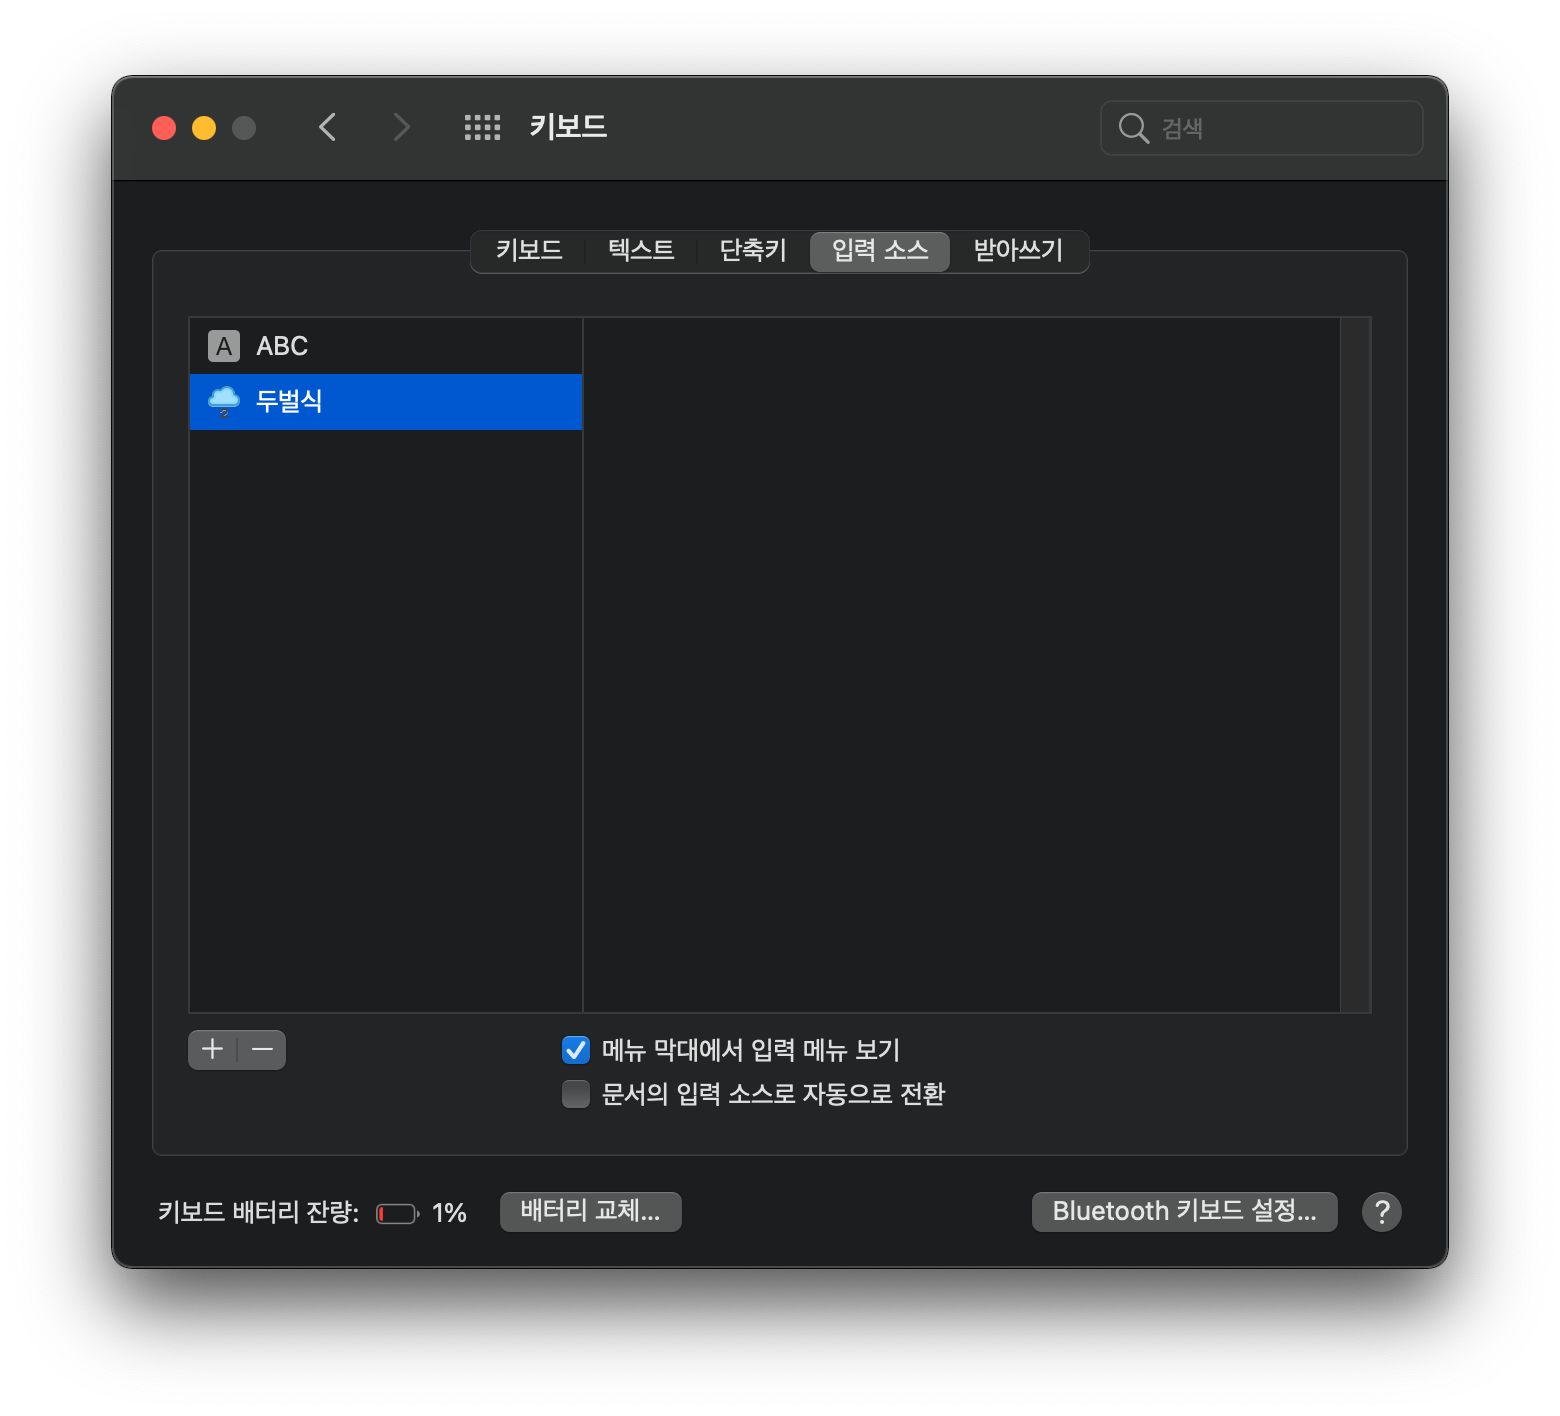 키보드
검색
키보드 텍스트 단축키 입력 소스 받아쓰기
A ABC
2 두벌식
메뉴 막대에서 입력 메뉴 보기
문서의 입력 소스로 자동으로 전환
키보드 배터리 잔량: 1% 배터리 교체... Bluetooth 키보드 설정... ?